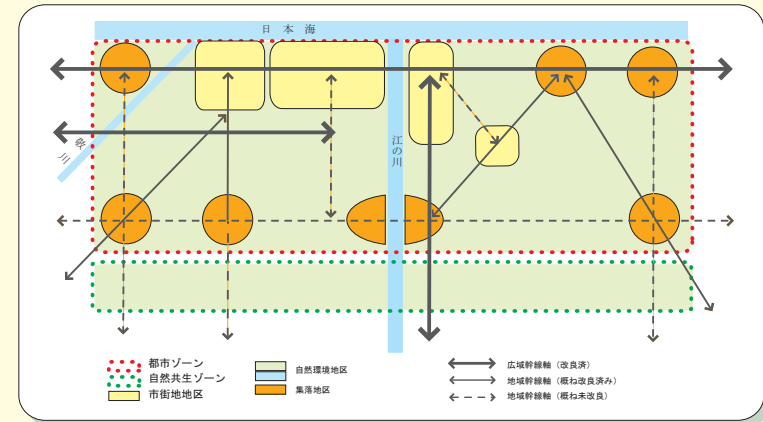 日本海
敬川
江の川
都市ゾーン
自然共生ゾーン
市街地地区
自然環境地区
集落地区
広域幹線軸（改良済）
地域幹線軸（概ね改良済み）
地域幹線軸（概ね未改良）